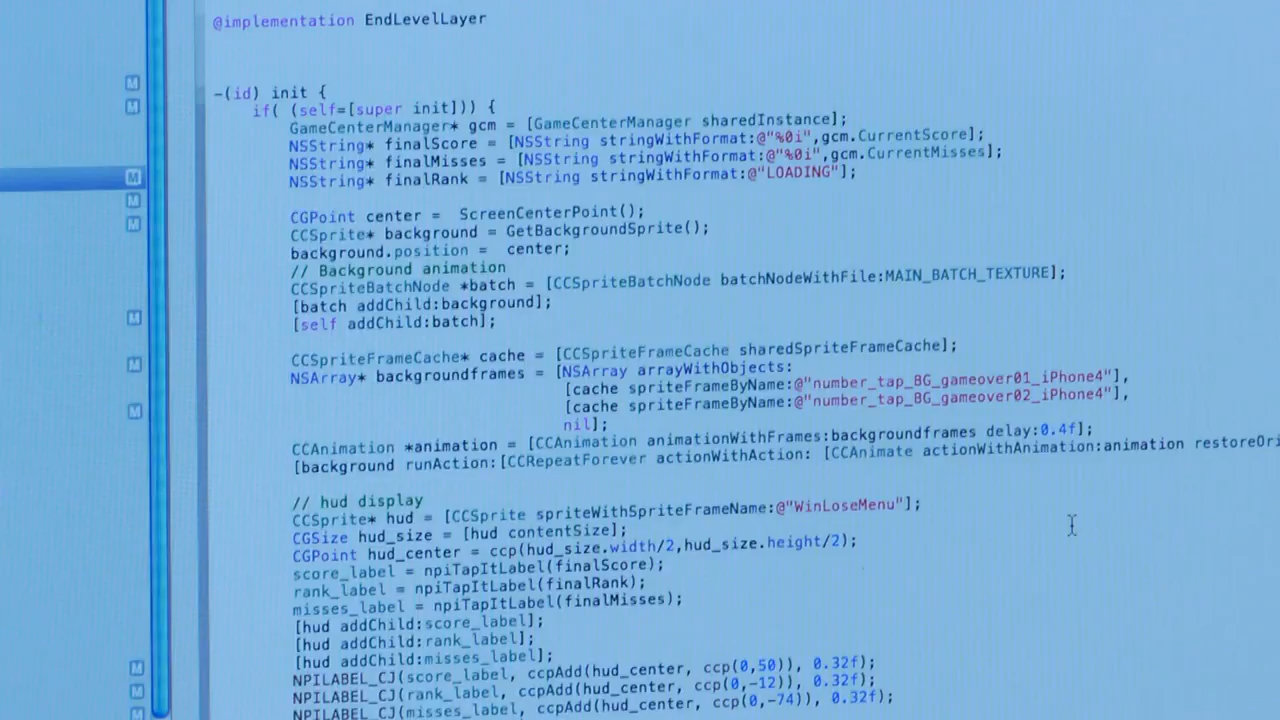 @implementation EndLevelLayer
-(id) init {
if( (self=[super init])) {
GameCenterManager* gcm = [GameCenterManager sharedInstance];
NSString* finalScore = [NSString stringWithFormat:@"%0i",gcm.CurrentScore];
NSString* finalMisses = [NSString stringWithFormat:@"%0i",gcm.CurrentMisses];
NSString* finalRank = [NSString stringWithFormat:@"LOADING"];
CGPoint center = ScreenCenterPoint();
CCSprite* background = GetBackgroundSprite();
background.position = center;
// Background animation
CCSpriteBatchNode *batch = [CCSpriteBatchNode batchNodeWithFile:MAIN_BATCH_TEXTURE];
[batch addChild:background];
[self addChild:batch];
CCSpriteFrameCache* cache = [CCSpriteFrameCache sharedSpriteFrameCache];
NSArray* backgroundframes = [NSArray arrayWithObjects:
[cache spriteFrameByName:@"number_tap_BG_gameover01_iPhone4"],
[cache spriteFrameByName:@"number_tap_BG_gameover02_iPhone4"],
nil];
CCAnimation *animation = [CCAnimation animationWithFrames:backgroundframes delay:0.4f];
[background runAction:[CCRepeatForever actionWithAction: [CCAnimate actionWithAnimation:animation restoreOri
// hud display
CCSprite* hud = [CCSprite spriteWithSpriteFrameName:@"WinLoseMenu"];
CGSize hud_size = [hud contentSize];
CGPoint hud_center = ccp(hud_size.width/2,hud_size.height/2);
score_label = npiTapItLabel(finalScore);
rank_label = npiTapItLabel(finalRank);
misses_label = npiTapItLabel(finalMisses);
[hud addChild:score_label];
[hud addChild:rank_label];
[hud addChild:misses_label];
NPILABEL_CJ(score_label, ccpAdd(hud_center, ccp(0,50)), 0.32f);
NPILABEL_CJ(rank_label, ccpAdd(hud_center, ccp(0,-12)), 0.32f);
NPILABEL_CJ(misses_label, ccpAdd(hud_center, ccp(0,-74)), 0.32f);
M
M
M
M
M
M
M
M
M
M
M